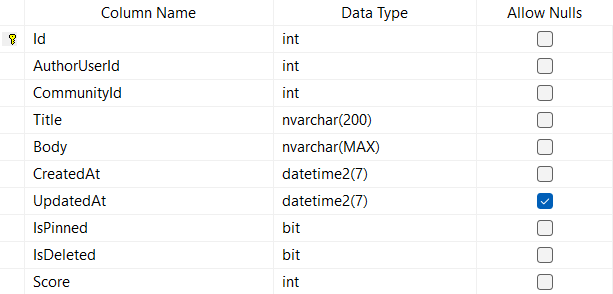 Column Name Data Type Allow Nulls
Id int
AuthorUserId int
CommunityId int
Title nvarchar(200)
Body nvarchar(MAX)
CreatedAt datetime2(7)
UpdatedAt datetime2(7)
IsPinned bit
IsDeleted bit
Score int